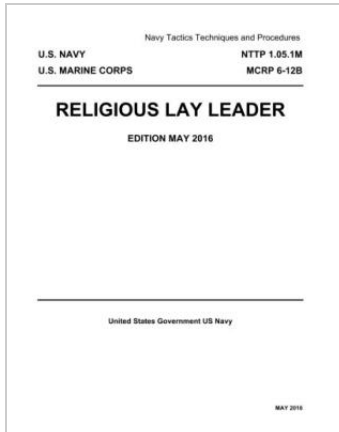 Navy Tactics Techniques and Procedures
U.S. NAVY NTTP 1.05.1M
U.S. MARINE CORPS MCRP 6-12B
RELIGIOUS LAY LEADER
EDITION MAY 2016
United States Government US Navy
MAY 2016